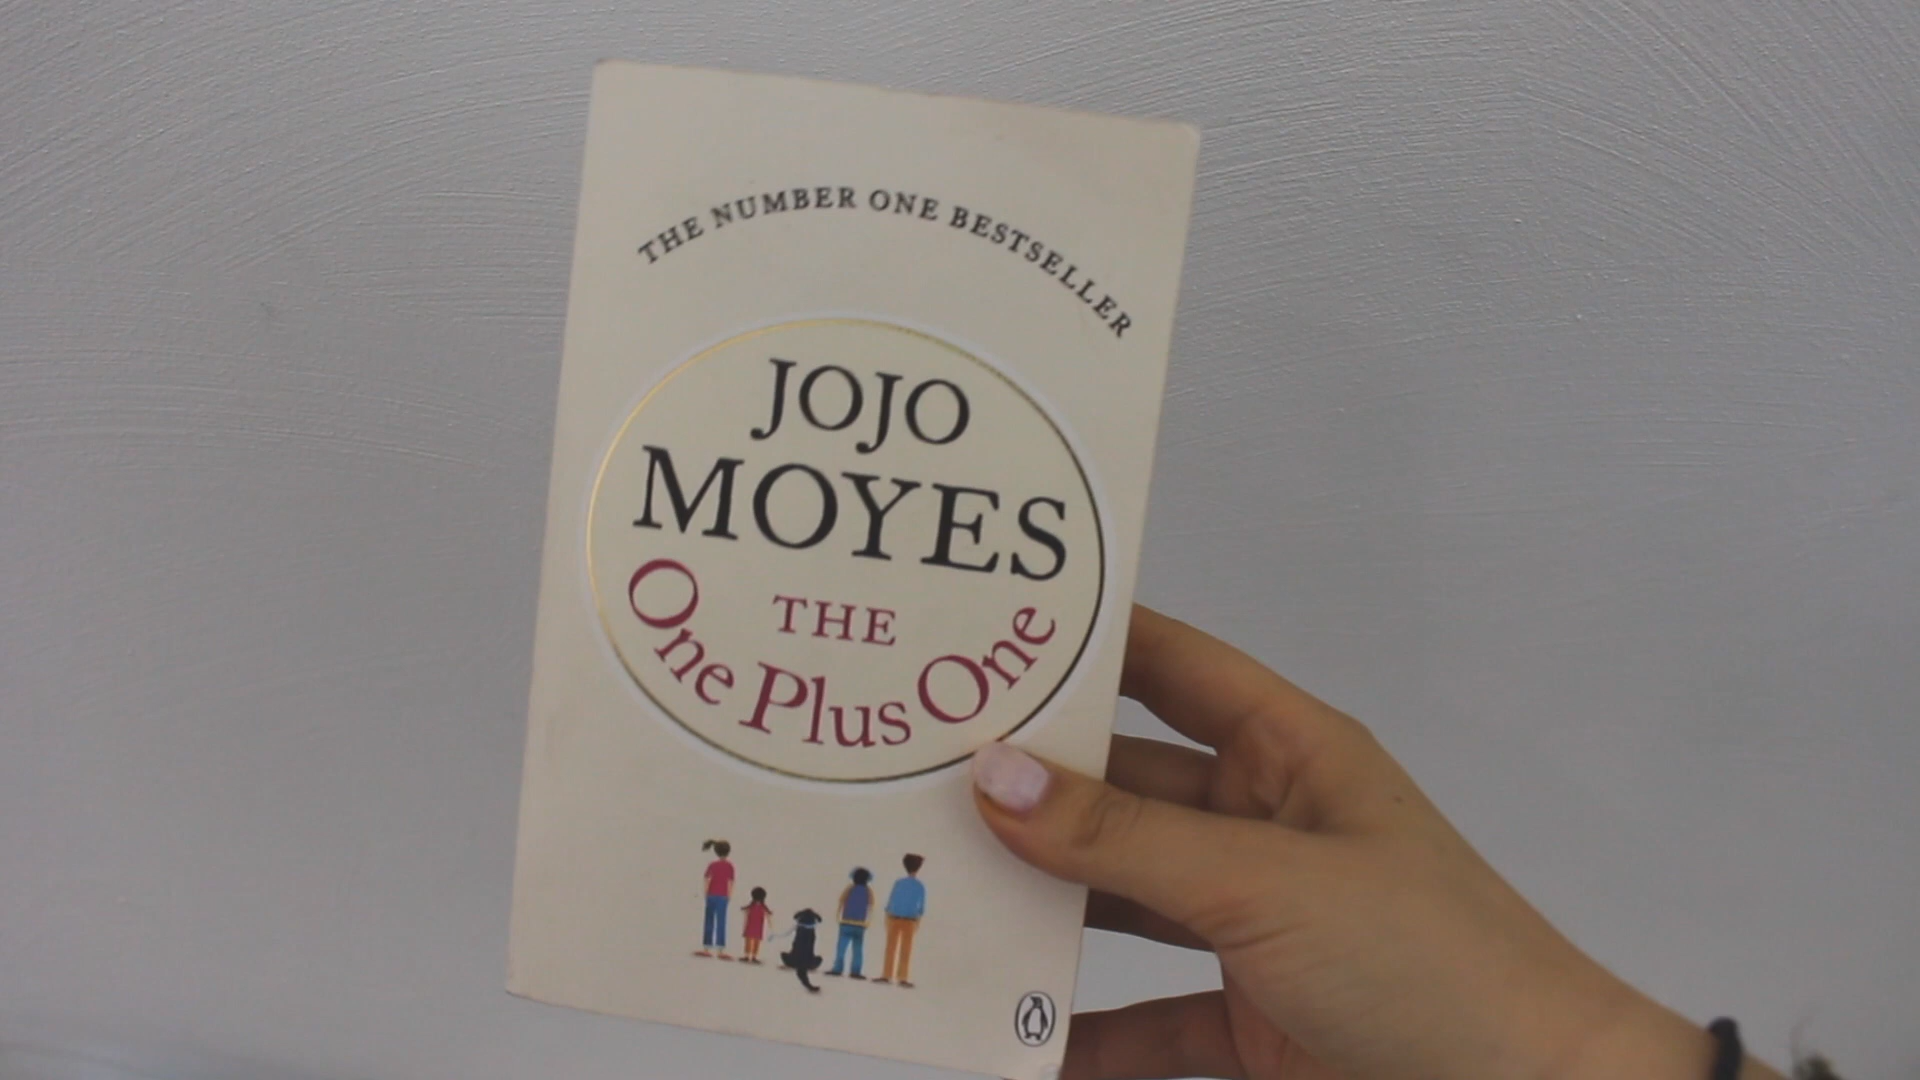 THE NUMBER ONE BESTSELLER
JOJO
MOYES
THE
One Plus One